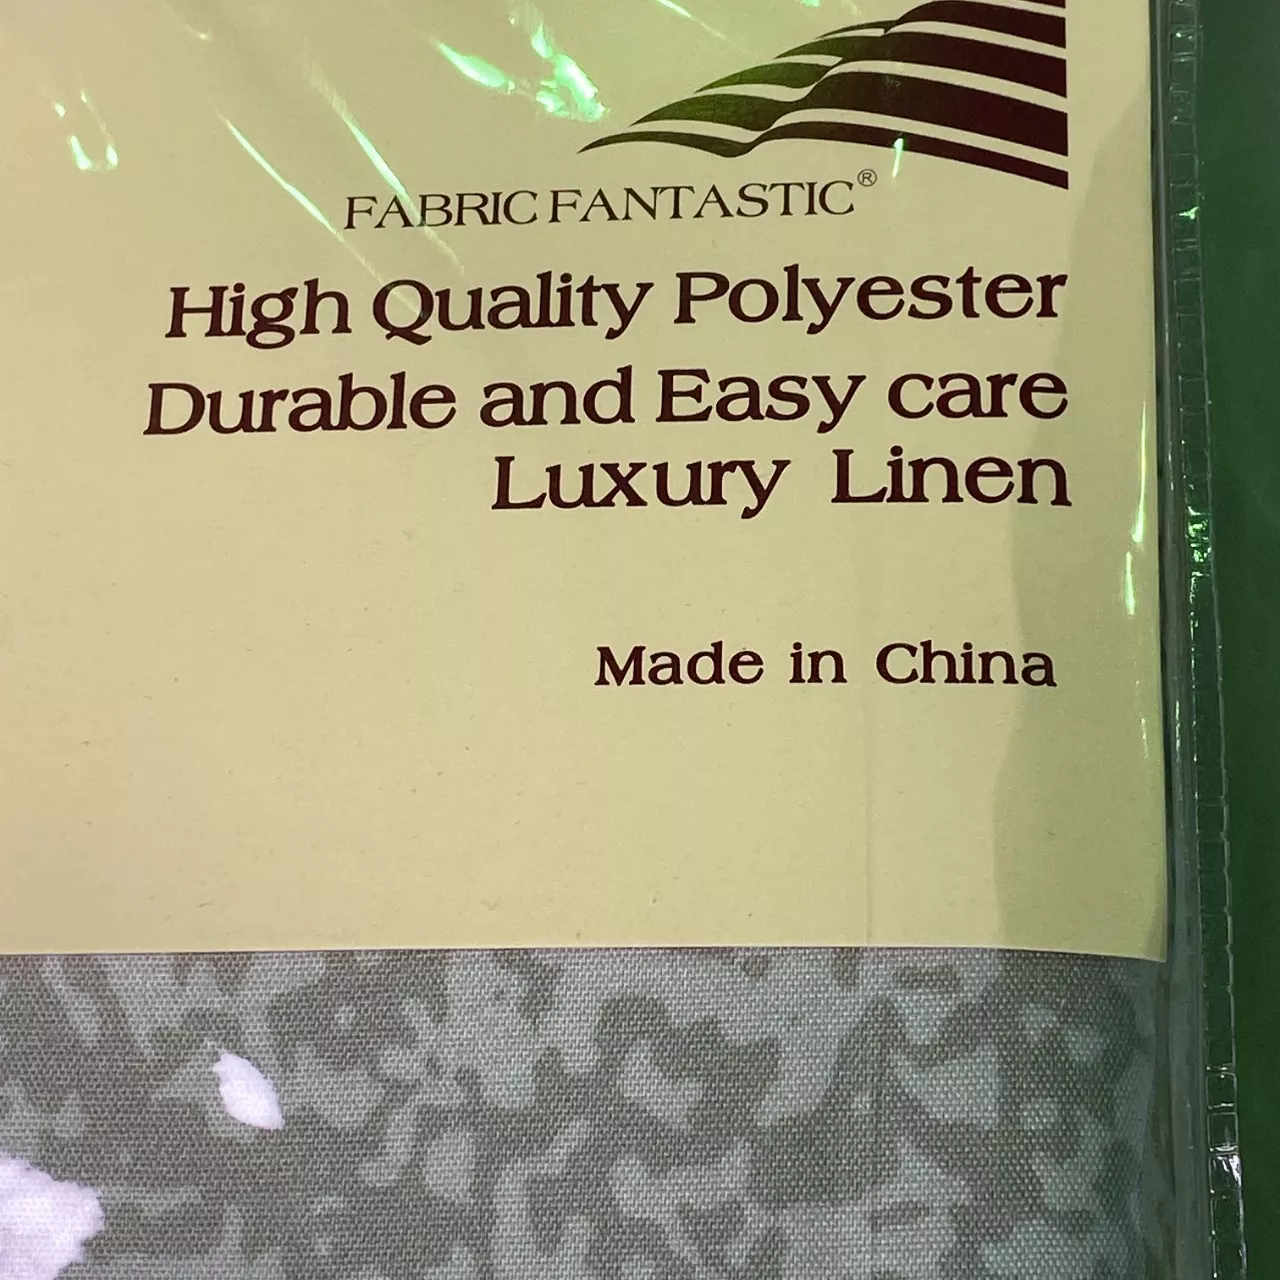 FABRIC FANTASTIC®
High Quality Polyester
Durable and Easy care
Luxury Linen
Made in China